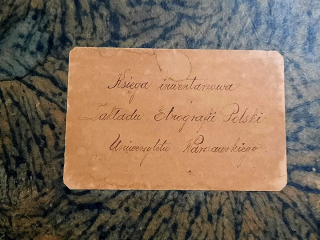 Księga inwentarzowa
Zakładu Etnografii Polski
Uniwersytetu Warszawskiego